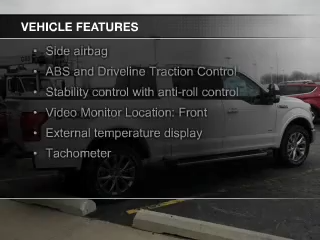 VEHICLE FEATURES
• Side airbag
• ABS and Driveline Traction Control
• Stability control with anti-roll control
• Video Monitor Location: Front
• External temperature display
• Tachometer